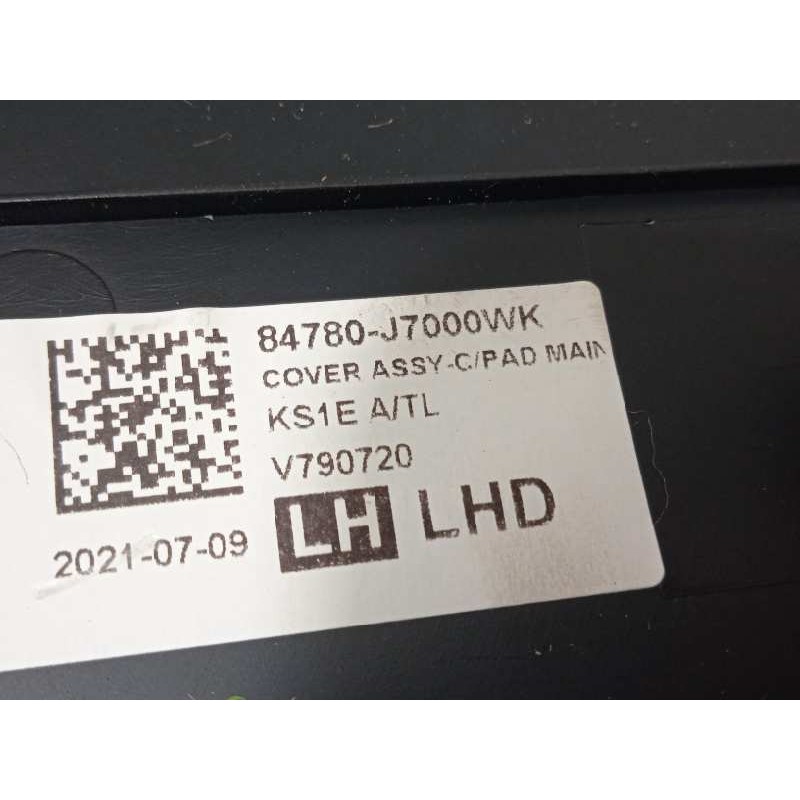 84780-J7000WK
COVER ASSY-C/PAD MAIN
KS1E A/TL
V790720
2021-07-09 LH LHD